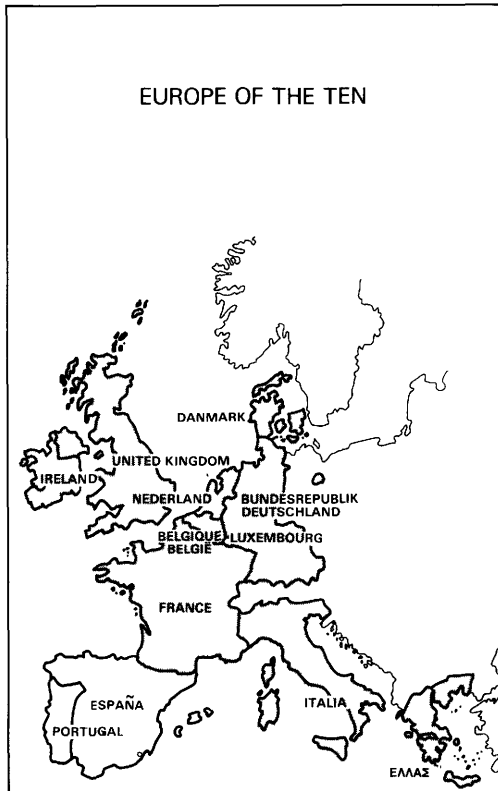 EUROPE OF THE TEN
DANMARK
UNITED KINGDOM
IRELAND
NEDERLAND
BUNDESREPUBLIK
DEUTSCHLAND
BELGIQUE
BELGIË
LUXEMBOURG
FRANCE
ESPAÑA
PORTUGAL
ITALIA
ΕΛΛΑΣ